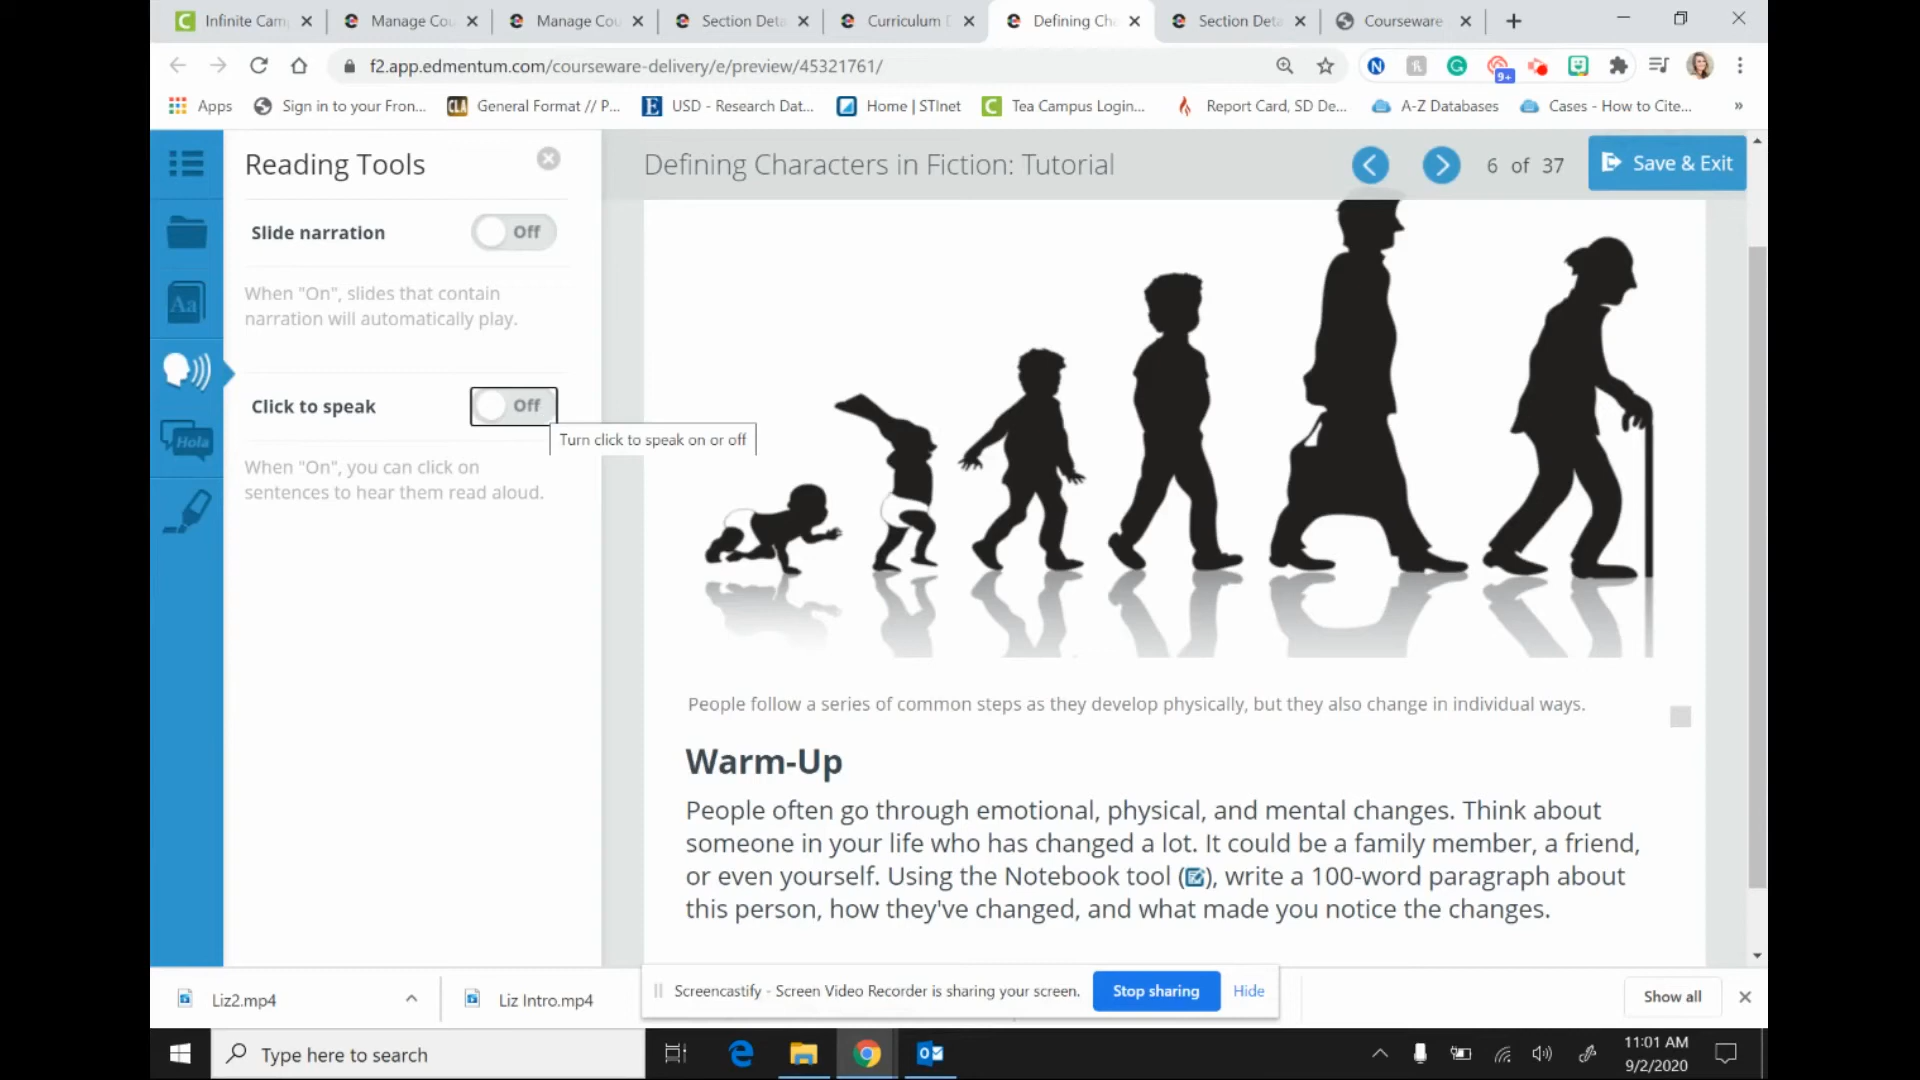 Infinite Cam
Manage Cou
Manage Cou
Section Deta
Curriculum
Defining Cha
Section Deta
Courseware
f2.app.edmentum.com/courseware-delivery/e/preview/45321761/
9+
Apps
Sign in to your Fron...
CLA
General Format // P...
USD - Research Dat...
Home | STInet
Tea Campus Login...
Report Card, SD De...
A-Z Databases
Cases - How to Cite...
»
Reading Tools
Defining Characters in Fiction: Tutorial
6 of 37
Save & Exit
Slide narration
Off
When "On", slides that contain
narration will automatically play.
Aa
Click to speak
Off
Turn click to speak on or off
Hola
When "On", you can click on
sentences to hear them read aloud.
People follow a series of common steps as they develop physically, but they also change in individual ways.
Warm-Up
People often go through emotional, physical, and mental changes. Think about
someone in your life who has changed a lot. It could be a family member, a friend,
or even yourself. Using the Notebook tool (), write a 100-word paragraph about
this person, how they've changed, and what made you notice the changes.
Liz2.mp4
Liz Intro.mp4
Screencastify - Screen Video Recorder is sharing your screen.
Stop sharing
Hide
Show all
Type here to search
11:01 AM
9/2/2020